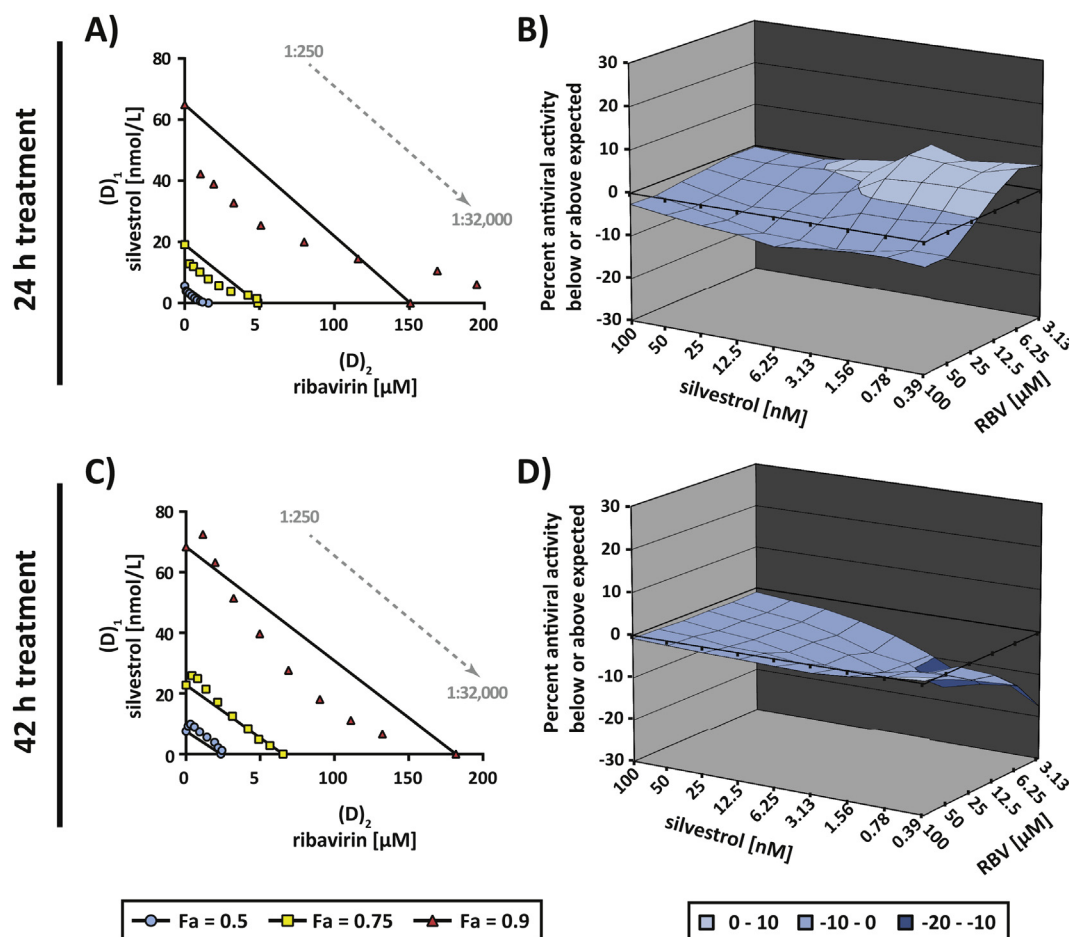 24 h treatment
A)
(D)₁
silvestrol [nmol/L]
80
60
40
20
0
0
5
100
150
200
1:250
1:32,000
(D)₂
ribavirin [µM]
B)
Percent antiviral activity
below or above expected
30
20
10
0
-10
-20
-30
100
50
25
12.5
6.25
3.13
1.56
0.78
0.39
silvestrol [nM]
100
50
25
12.5
6.25
3.13
RBV [µM]
42 h treatment
C)
(D)₁
silvestrol [nmol/L]
80
60
40
20
0
0
5
100
150
200
1:250
1:32,000
(D)₂
ribavirin [µM]
D)
Percent antiviral activity
below or above expected
30
20
10
0
-10
-20
-30
100
50
25
12.5
6.25
3.13
1.56
0.78
0.39
silvestrol [nM]
100
50
25
12.5
6.25
3.13
RBV [µM]
Fa = 0.5 Fa = 0.75 Fa = 0.9
0 - 10 -10 - 0 -20 - -10